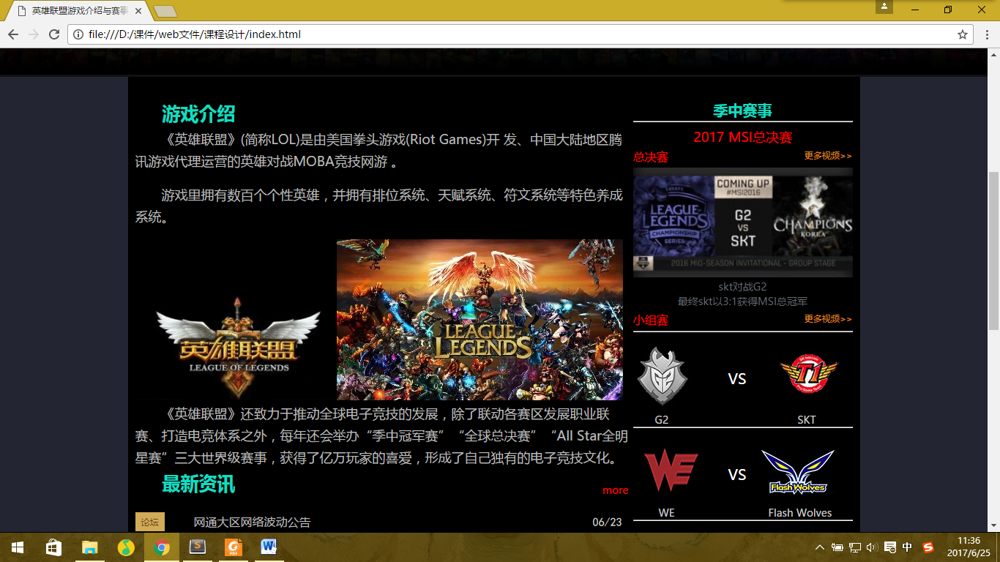 英雄联盟游戏介绍与赛事
file:///D:/课件/web文件/课程设计/index.html
游戏介绍
《英雄联盟》(简称LOL)是由美国拳头游戏(Riot Games)开 发、中国大陆地区腾
讯游戏代理运营的英雄对战MOBA竞技网游 。
游戏里拥有数百个个性英雄，并拥有排位系统、天赋系统、符文系统等特色养成
系统。
英雄联盟
LEAGUE OF LEGENDS
LEAGUE of
LEGENDS
《英雄联盟》还致力于推动全球电子竞技的发展，除了联动各赛区发展职业联
赛、打造电竞体系之外，每年还会举办“季中冠军赛”“全球总决赛”“All Star全明
星赛”三大世界级赛事，获得了亿万玩家的喜爱，形成了自己独有的电子竞技文化。
最新资讯
more
论坛 网通大区网络波动公告 06/23
季中赛事
2017 MSI总决赛
总决赛 更多视频>>
EUROPE
LEAGUE
LEGENDS
CHAMPIONSHIP
SERIES
COMING UP
#MSI2016
G2
VS
SKT
CHAMPIONS
KOREA
2016 MID-SEASON INVITATIONAL - GROUP STAGE
skt对战G2
最终skt以3:1获得MSI总冠军
小组赛 更多视频>>
VS
T1
G2 SKT
WE
VS
Flash Wolves
WE Flash Wolves
中
11:36
2017/6/25